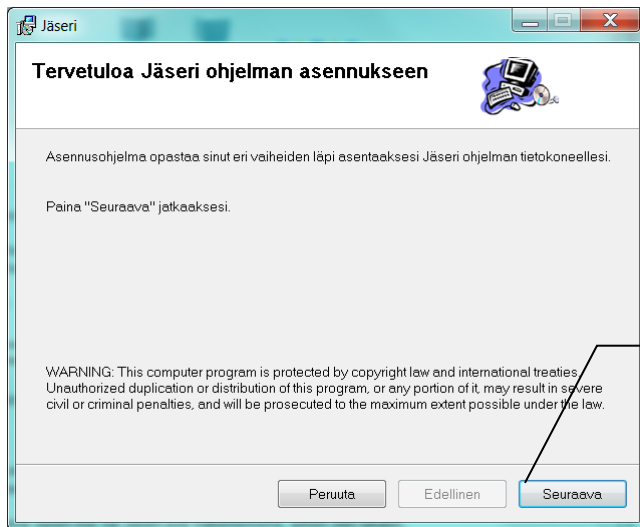 Jäseri
Tervetuloa Jäseri ohjelman asennukseen
Asennusohjelma opastaa sinut eri vaiheiden läpi asentaaksesi Jäseri ohjelman tietokoneellesi.
Paina "Seuraava" jatkaaksesi.
WARNING: This computer program is protected by copyright law and international treaties.
Unauthorized duplication or distribution of this program, or any portion of it, may result in severe
civil or criminal penalties, and will be prosecuted to the maximum extent possible under the law.
Peruuta
Edellinen
Seuraava